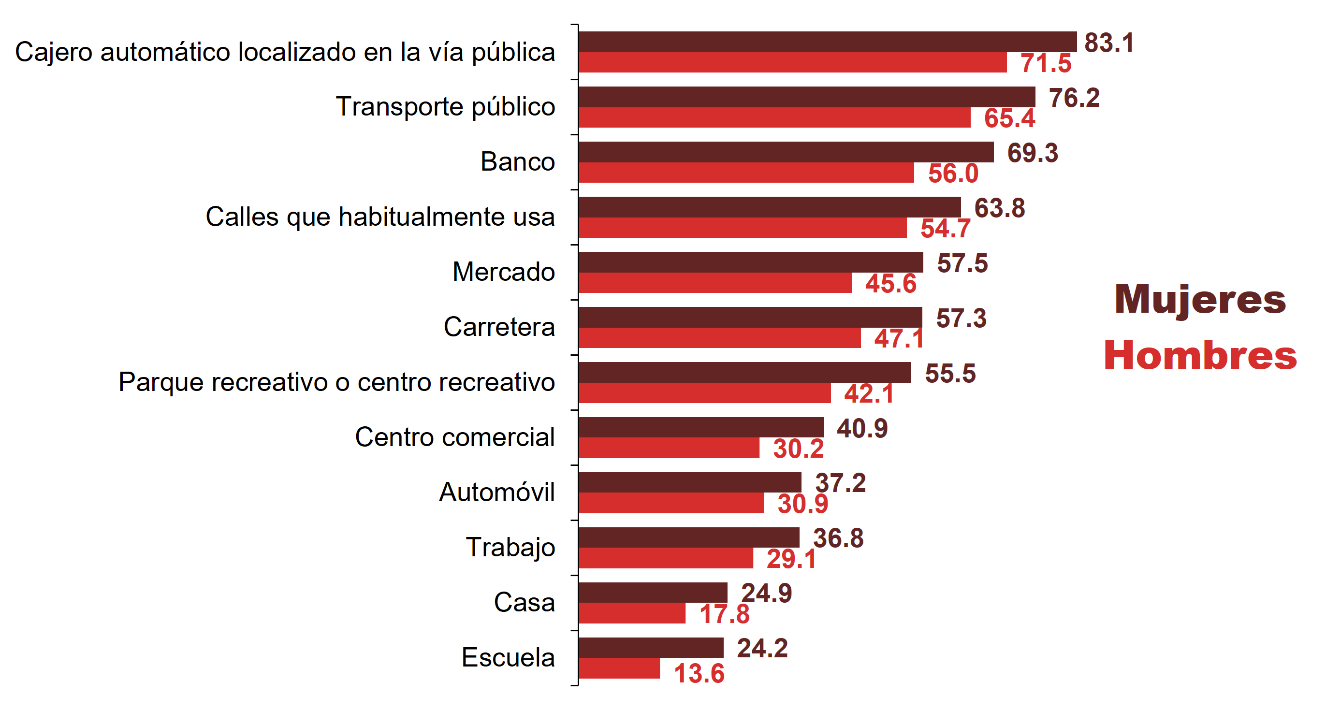 Cajero automático localizado en la vía pública
83.1
71.5
Transporte público
76.2
65.4
Banco
69.3
56.0
Calles que habitualmente usa
63.8
54.7
Mercado
57.5
45.6
Carretera
57.3
47.1
Parque recreativo o centro recreativo
55.5
42.1
Centro comercial
40.9
30.2
Automóvil
37.2
30.9
Trabajo
36.8
29.1
Casa
24.9
17.8
Escuela
24.2
13.6
Mujeres
Hombres